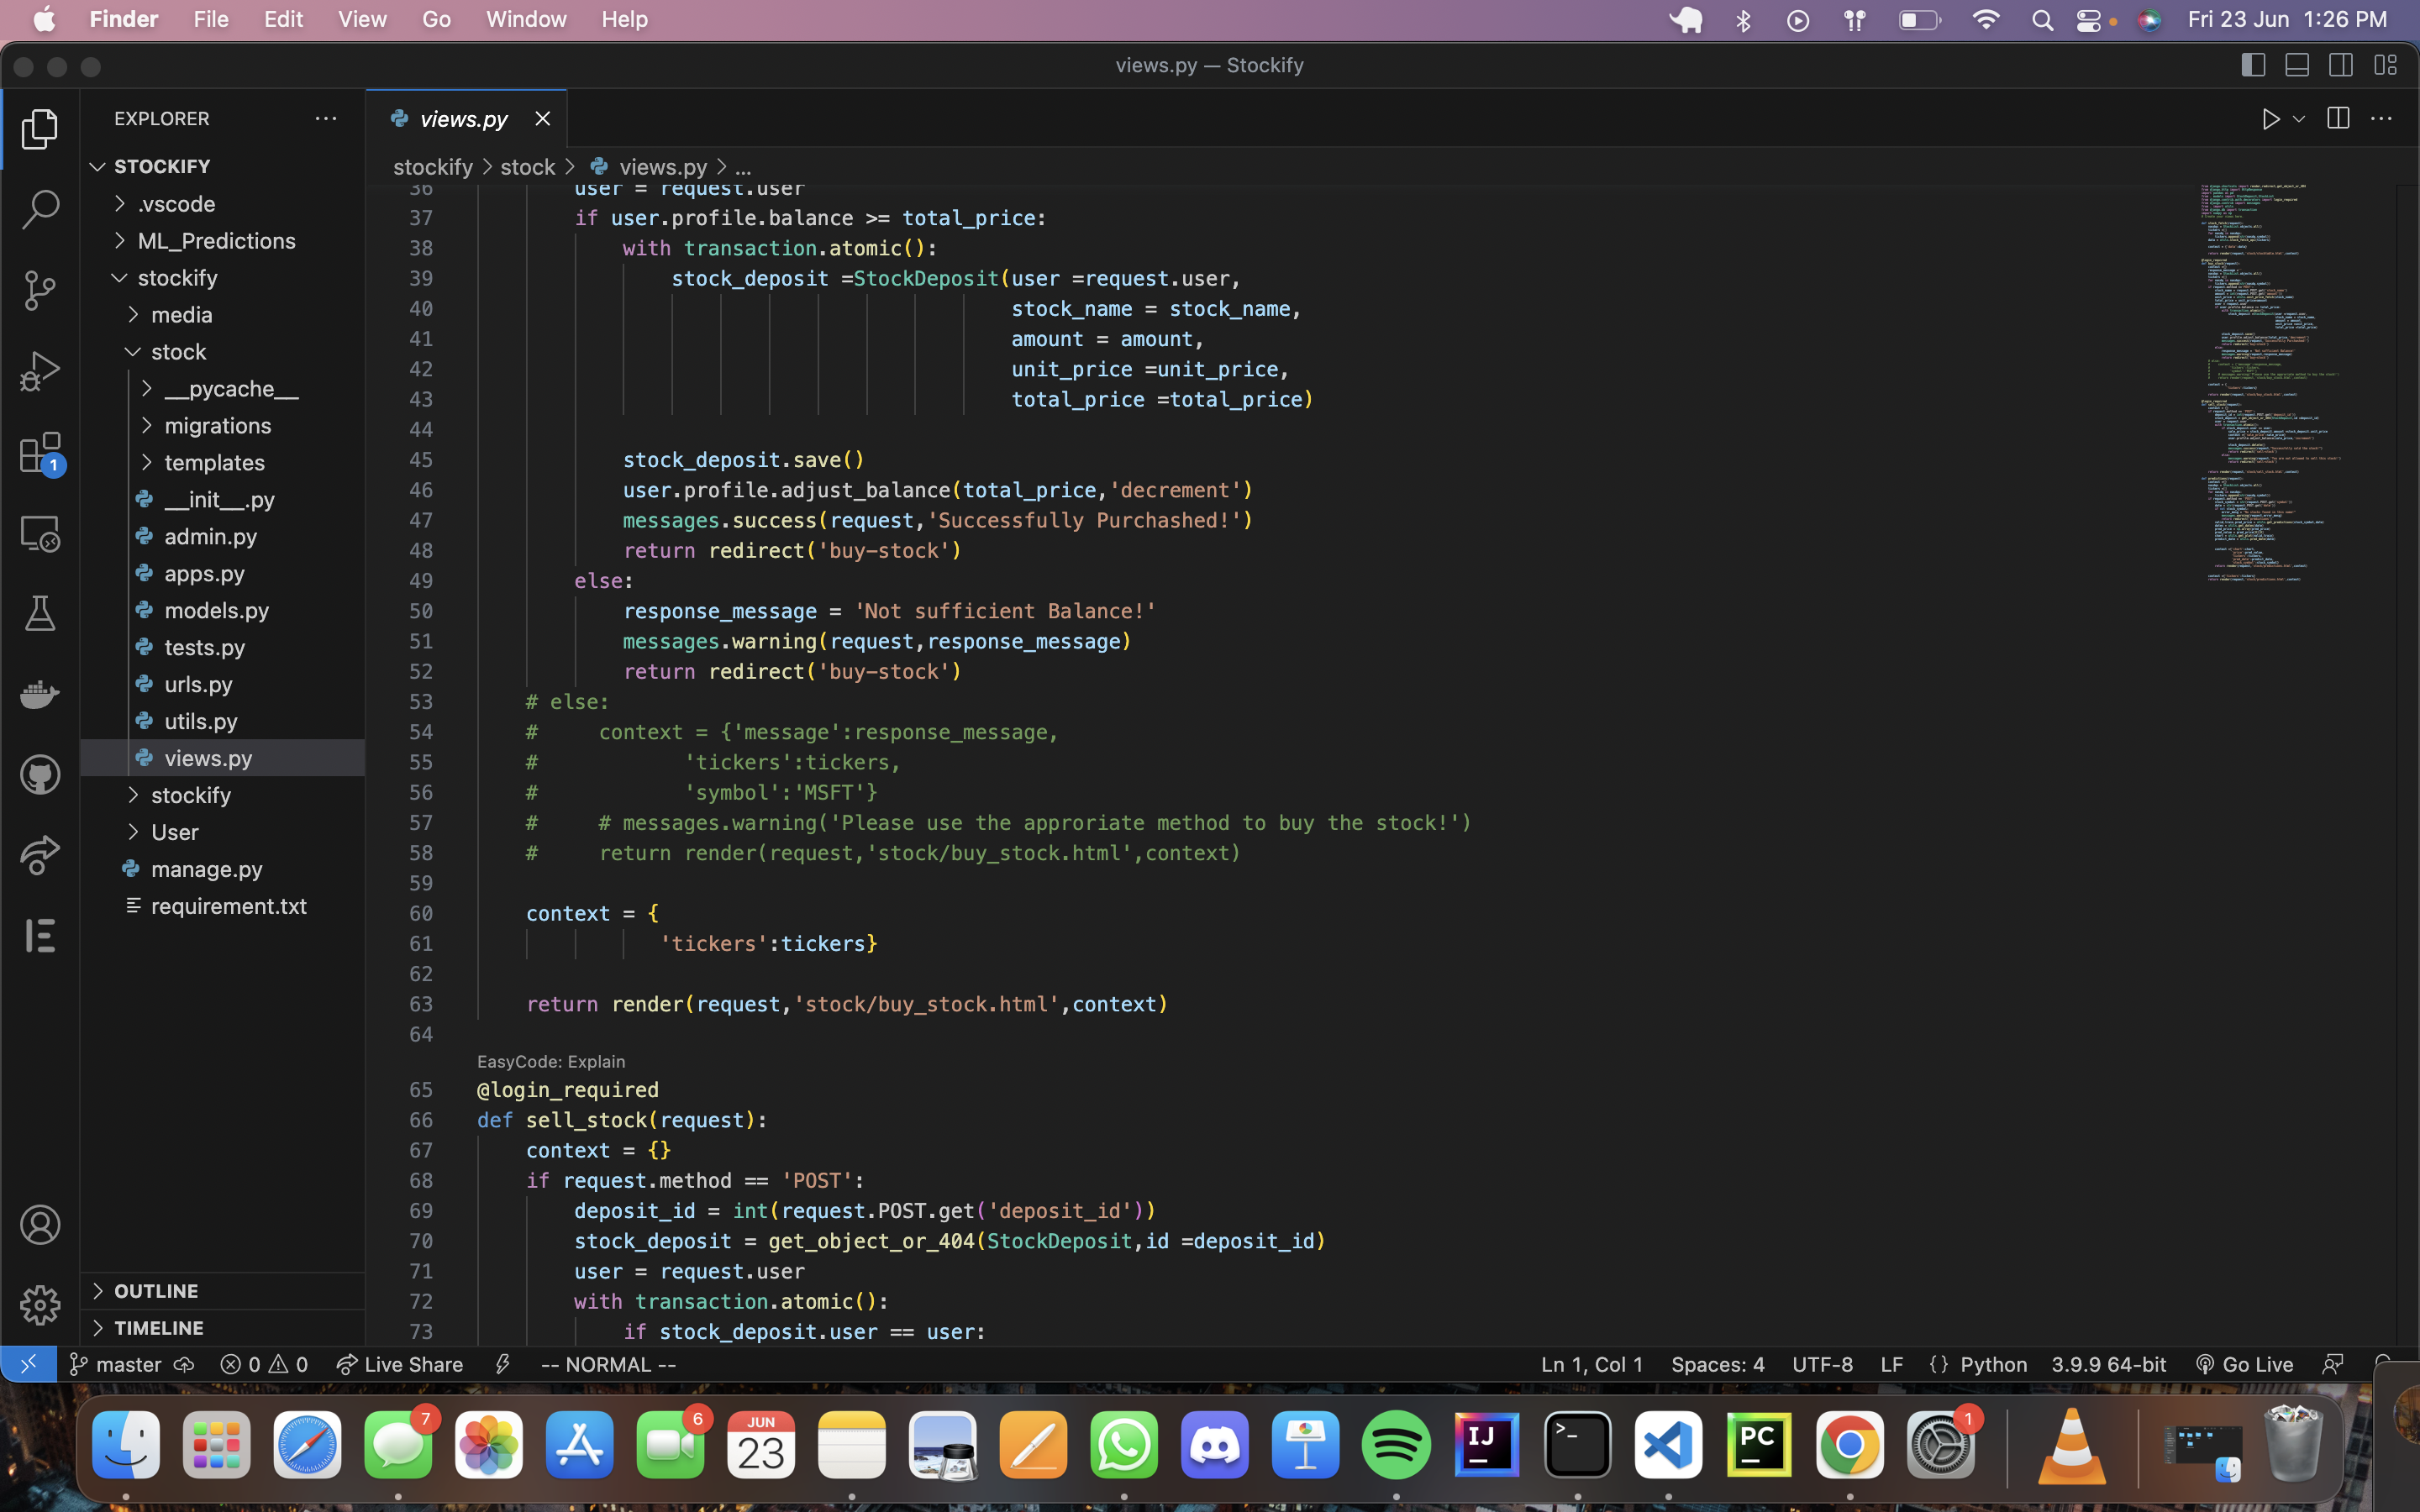 Finder File Edit View Go Window Help Fri 23 Jun 1:26 PM
views.py — Stockify
EXPLORER
views.py
STOCKIFY
stockify > stock > views.py > ...
.vscode
ML_Predictions
stockify
media
stock
__pycache__
migrations
templates
__init__.py
admin.py
apps.py
models.py
tests.py
urls.py
utils.py
views.py
stockify
User
manage.py
requirement.txt
OUTLINE
TIMELINE
1
36 user = request.user
37 if user.profile.balance >= total_price:
38 with transaction.atomic():
39 stock_deposit =StockDeposit(user =request.user,
40 stock_name = stock_name,
41 amount = amount,
42 unit_price =unit_price,
43 total_price =total_price)
44
45 stock_deposit.save()
46 user.profile.adjust_balance(total_price,'decrement')
47 messages.success(request,'Successfully Purchashed!')
48 return redirect('buy-stock')
49 else:
50 response_message = 'Not sufficient Balance!'
51 messages.warning(request,response_message)
52 return redirect('buy-stock')
53 # else:
54 # context = {'message':response_message,
55 # 'tickers':tickers,
56 # 'symbol':'MSFT'}
57 # # messages.warning('Please use the approriate method to buy the stock!')
58 # return render(request,'stock/buy_stock.html',context)
59
60 context = {
61 'tickers':tickers}
62
63 return render(request,'stock/buy_stock.html',context)
64
EasyCode: Explain
65 @login_required
66 def sell_stock(request):
67 context = {}
68 if request.method == 'POST':
69 deposit_id = int(request.POST.get('deposit_id'))
70 stock_deposit = get_object_or_404(StockDeposit,id =deposit_id)
71 user = request.user
72 with transaction.atomic():
73 if stock_deposit.user == user:
master 0 0 Live Share -- NORMAL -- Ln 1, Col 1 Spaces: 4 UTF-8 LF {} Python 3.9.9 64-bit Go Live
7 6 JUN 23 IJ >_ PC 1